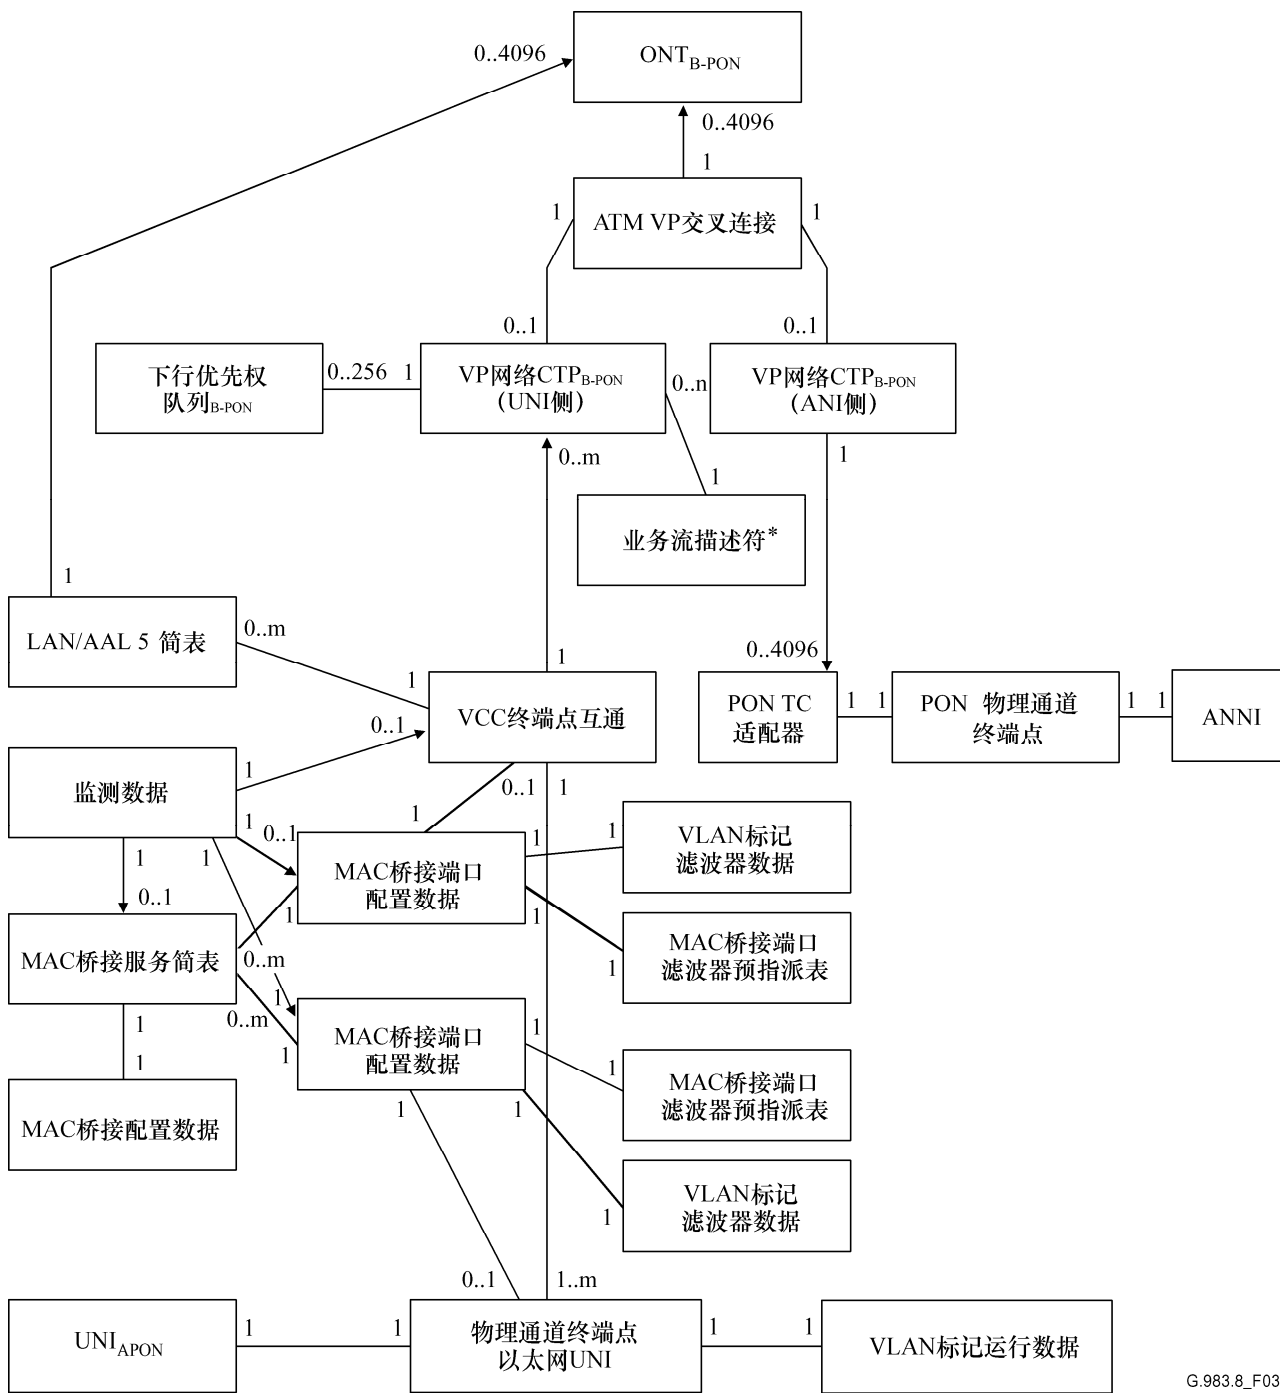 0..4096
ONTB-PON
0..4096
1
1
ATM VP交叉连接
1
0..1
0..1
下行优先权
队列B-PON
0..256
1
VP网络CTPB-PON
（UNI侧）
0..n
VP网络CTPB-PON
（ANI侧）
0..m
1
1
业务流描述符*
1
LAN/AAL 5 简表
0..m
1
1
0..4096
VCC终端点互通
0..1
PON TC
适配器
1
1
PON 物理通道
终端点
1
1
ANNI
监测数据
1
1
0..1
1
0..1
1
1
1
0..1
MAC桥接端口
配置数据
1
1
VLAN标记
滤波器数据
1
1
1
MAC桥接端口
滤波器预指派表
MAC桥接服务简表
0..m
1
0..m
1
1
1
MAC桥接端口
配置数据
1
1
MAC桥接端口
滤波器预指派表
MAC桥接配置数据
1
1
1
VLAN标记
滤波器数据
0..1
1..m
UNIAPON
1
1
物理通道终端点
以太网UNI
1
1
VLAN标记运行数据
G.983.8_F03